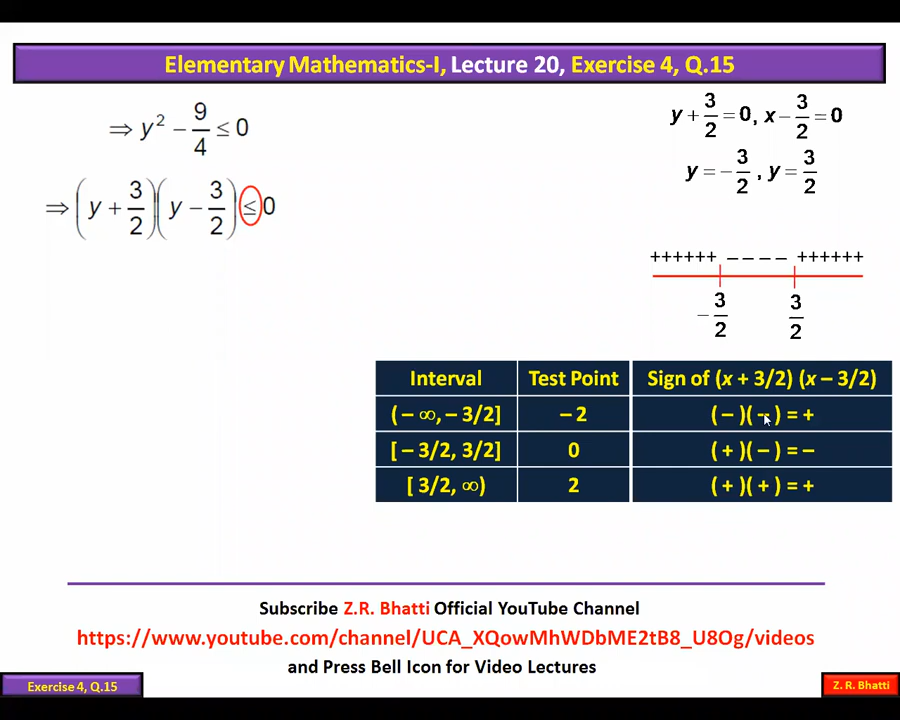 Elementary Mathematics-I, Lecture 20, Exercise 4, Q.15
⇒ y² − 9/4 ≤ 0
⇒ (y + 3/2)(y − 3/2) ≤ 0
y + 3/2 = 0, x − 3/2 = 0
y = − 3/2 , y = 3/2
++++++ − − − − ++++++
− 3/2 3/2
Interval Test Point Sign of (x + 3/2) (x – 3/2)
(– ∞, – 3/2] – 2 ( – )( – ) = +
[ – 3/2, 3/2] 0 ( + )( – ) = –
[ 3/2, ∞) 2 ( + )( + ) = +
Subscribe Z.R. Bhatti Official YouTube Channel
https://www.youtube.com/channel/UCA_XQowMhWDbME2tB8_U8Og/videos
and Press Bell Icon for Video Lectures
Exercise 4, Q.15
Z. R. Bhatti